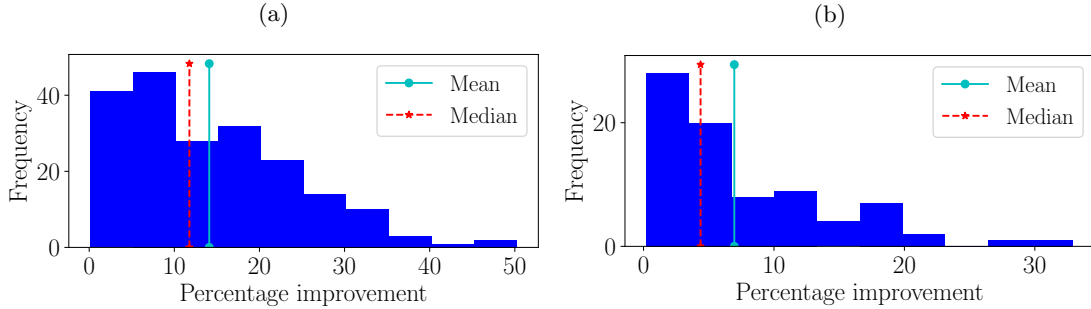 (a)
Frequency
40
20
0
Mean
Median
0 10 20 30 40 50
Percentage improvement
(b)
Frequency
20
0
Mean
Median
0 10 20 30
Percentage improvement